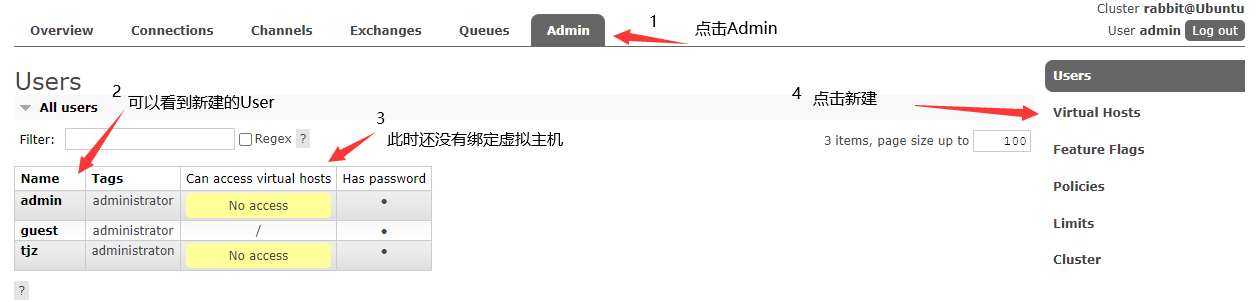 Cluster rabbit@Ubuntu
Overview Connections Channels Exchanges Queues Admin 1 点击Admin User admin Log out
Users
Users
All users
2 可以看到新建的User
4 点击新建
Virtual Hosts
Filter: Regex ?
3 此时还没有绑定虚拟主机
3 items, page size up to 100
Feature Flags
Name Tags Can access virtual hosts Has password
Policies
admin administrator No access •
Limits
guest administrator / •
tjz administraton No access •
Cluster
?